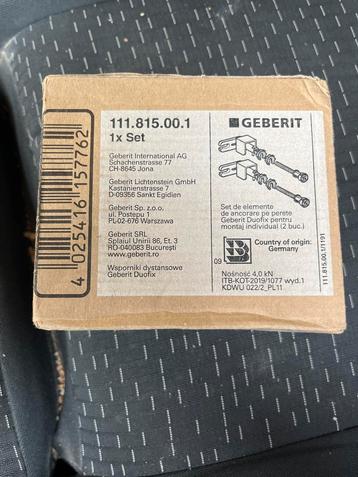 111.815.00.1
1x Set
GEBERIT
Geberit International AG
Schachenstrasse 77
CH-8645 Jona
Geberit Lichtenstein GmbH
Kastanienstrasse 7
D-09356 Sankt Egidien
Geberit Sp. z.o.o.
ul. Postepu 1
PL-02-676 Warszawa
Geberit SRL
Splaiul Unirii 86, Et. 3
RO-040083 București
www.geberit.ro
Wsporniki dystansowe
Geberit Duofix
Set de elemente
de ancorare pe perete
Geberit Duofix pentru
montaj individual (2 buc.)
B
09
Country of origin:
Germany
Nośność 4,0 kN
ITB-KOT-2019/1077 wyd.1
KDWU 022/2_PL11
111.815.00.1/1191
4 025416 157762